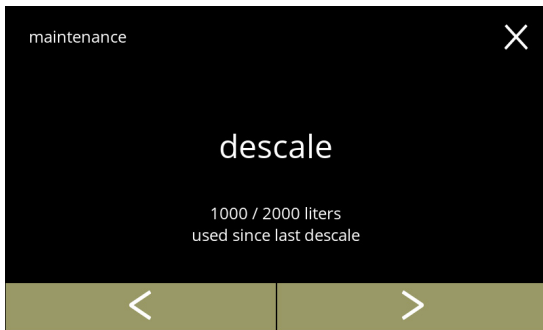 maintenance
descale
1000 / 2000 liters
used since last descale